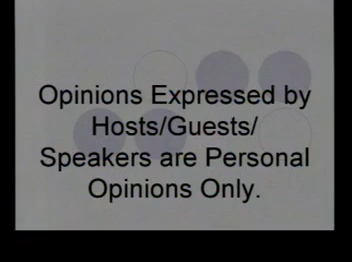 Opinions Expressed by
Hosts/Guests/
Speakers are Personal
Opinions Only.